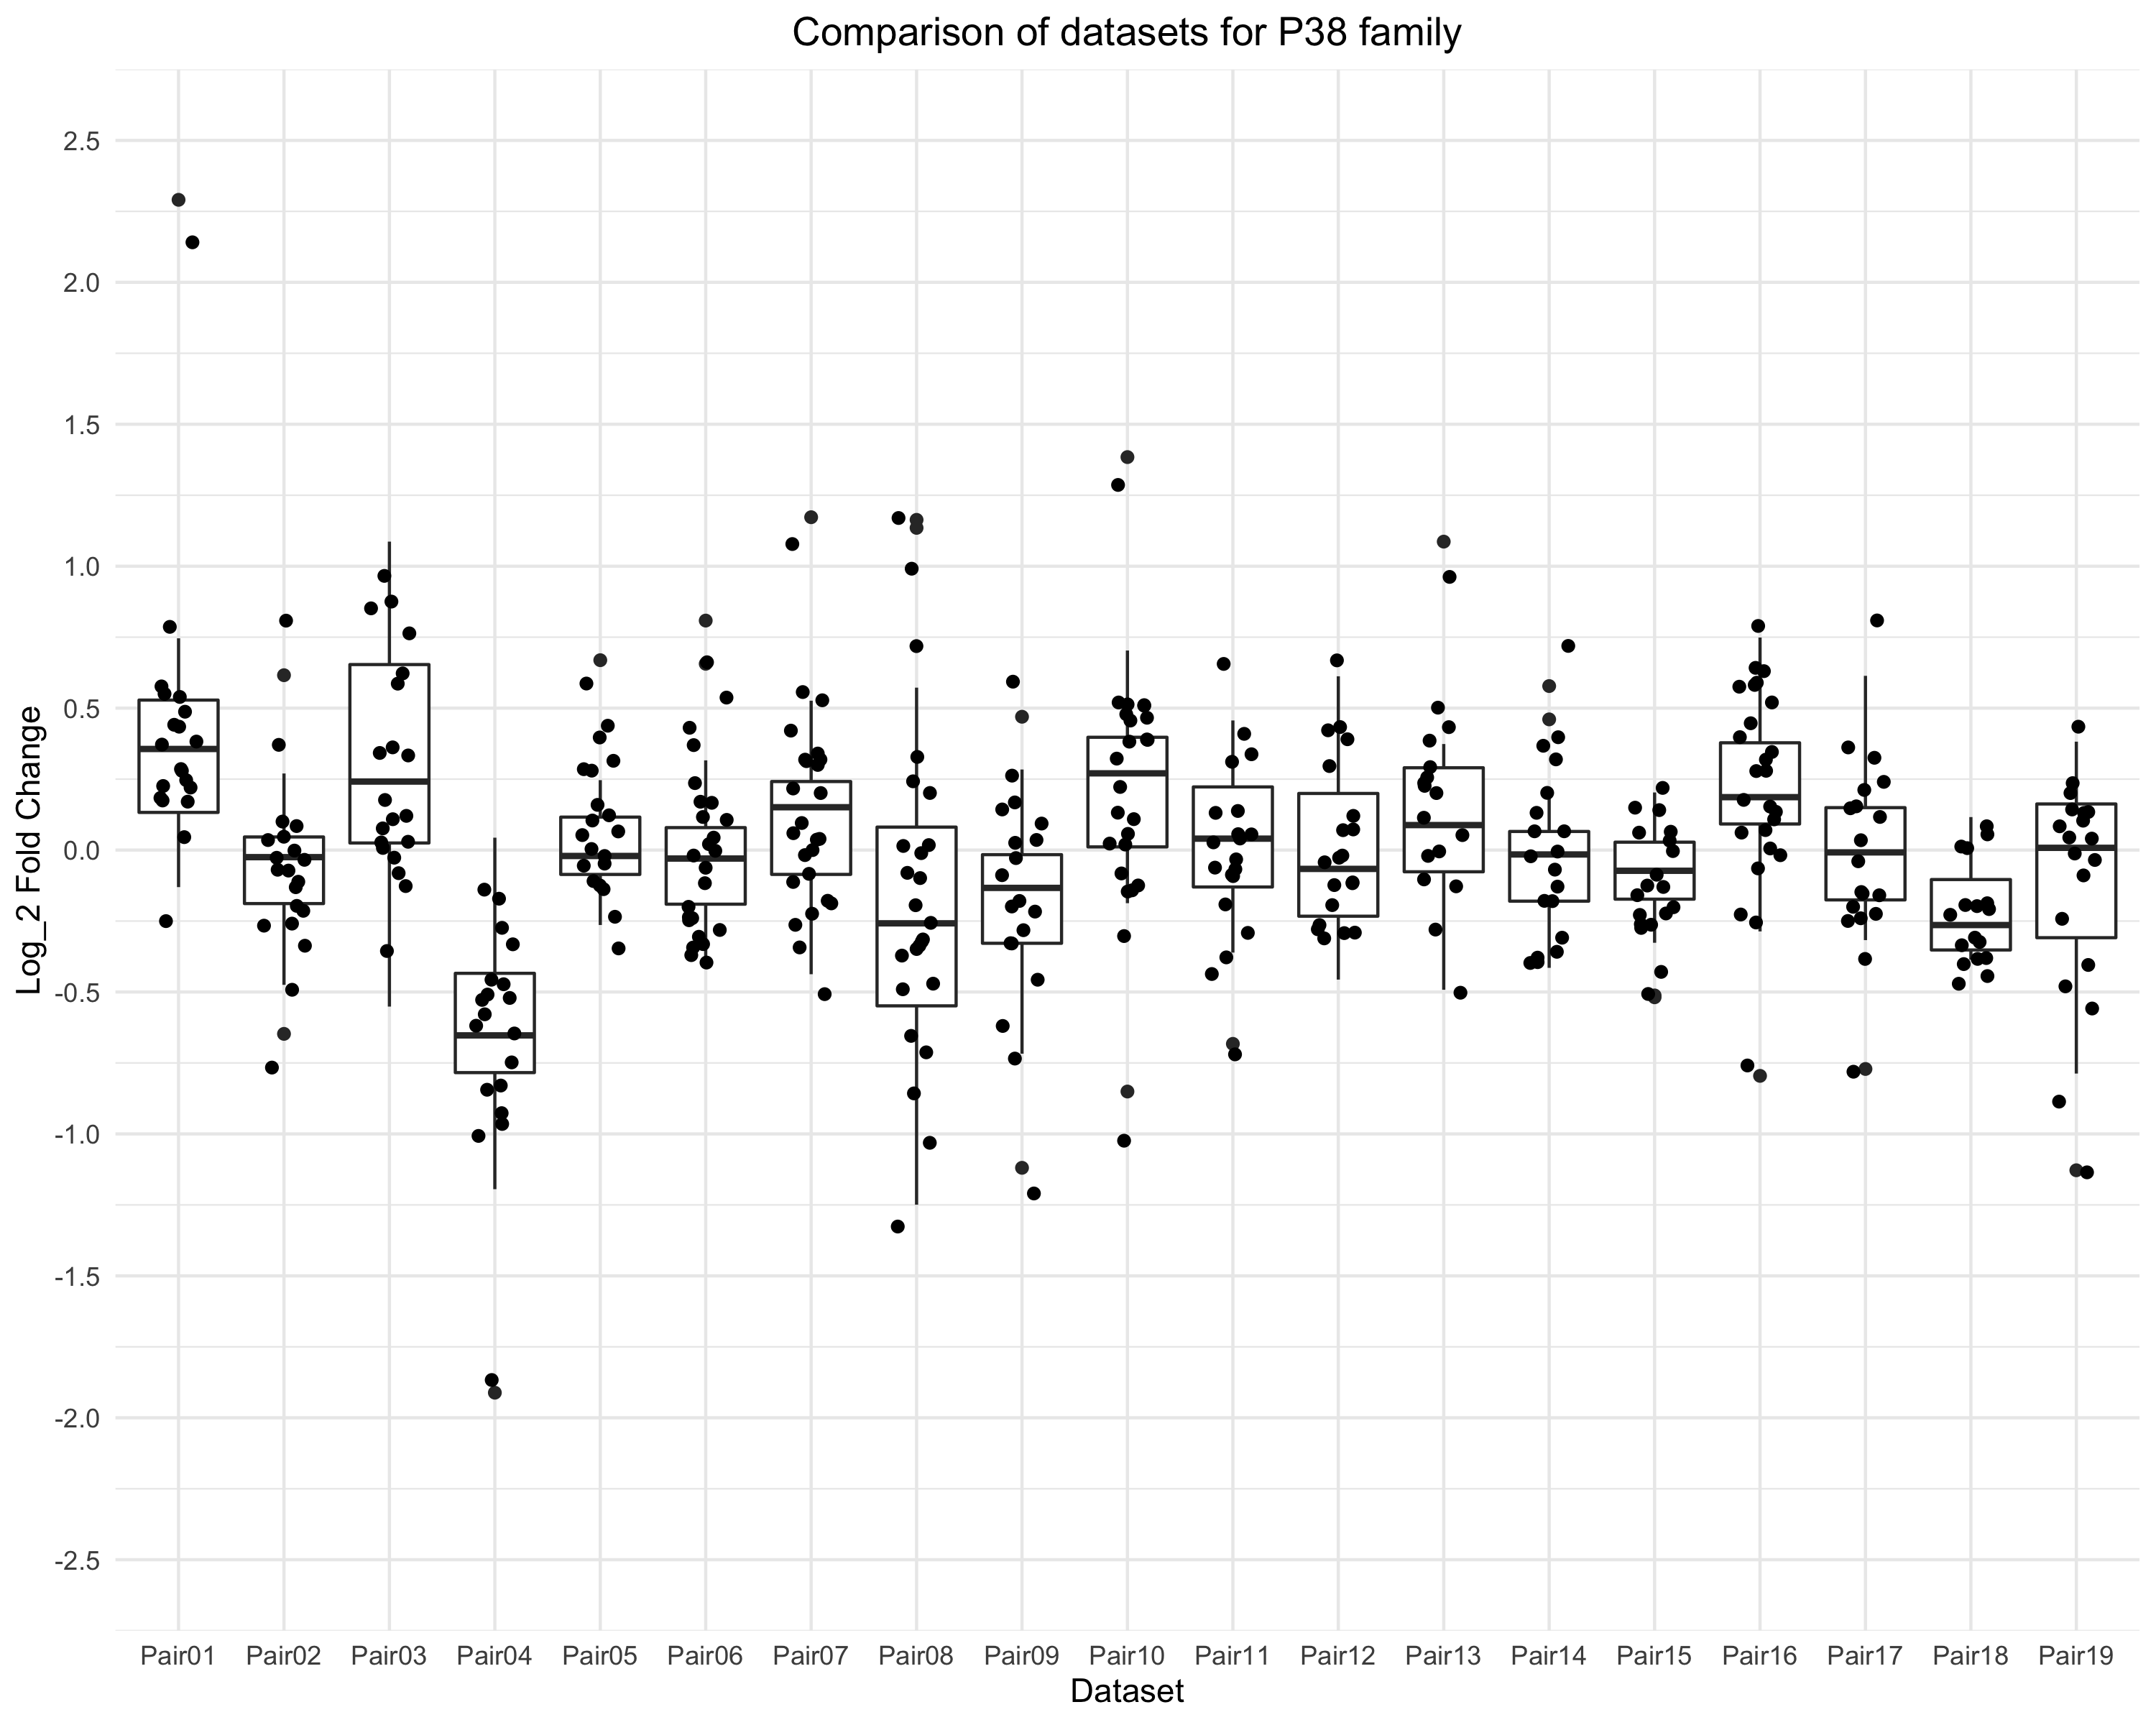 Comparison of datasets for P38 family
Log_2 Fold Change
2.5
2.0
1.5
1.0
0.5
0.0
-0.5
-1.0
-1.5
-2.0
-2.5
Pair01 Pair02 Pair03 Pair04 Pair05 Pair06 Pair07 Pair08 Pair09 Pair10 Pair11 Pair12 Pair13 Pair14 Pair15 Pair16 Pair17 Pair18 Pair19
Dataset